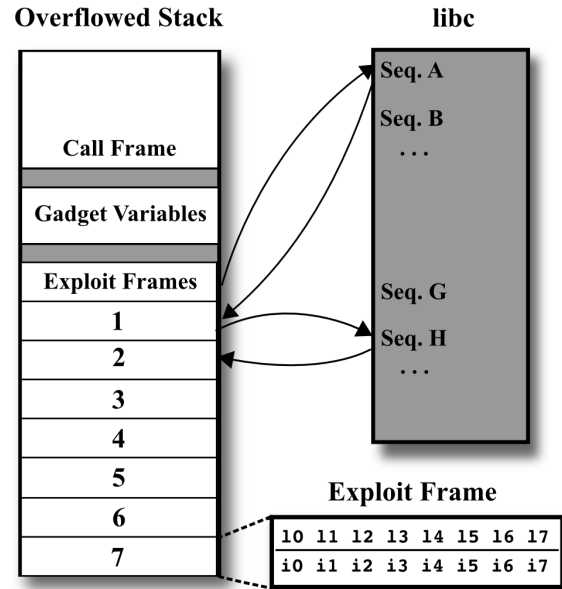 Overflowed Stack
libc
Call Frame
Gadget Variables
Exploit Frames
1
2
3
4
5
6
7
Seq. A
Seq. B
. . .
Seq. G
Seq. H
. . .
Exploit Frame
l0 l1 l2 l3 l4 l5 l6 l7
i0 i1 i2 i3 i4 i5 i6 i7